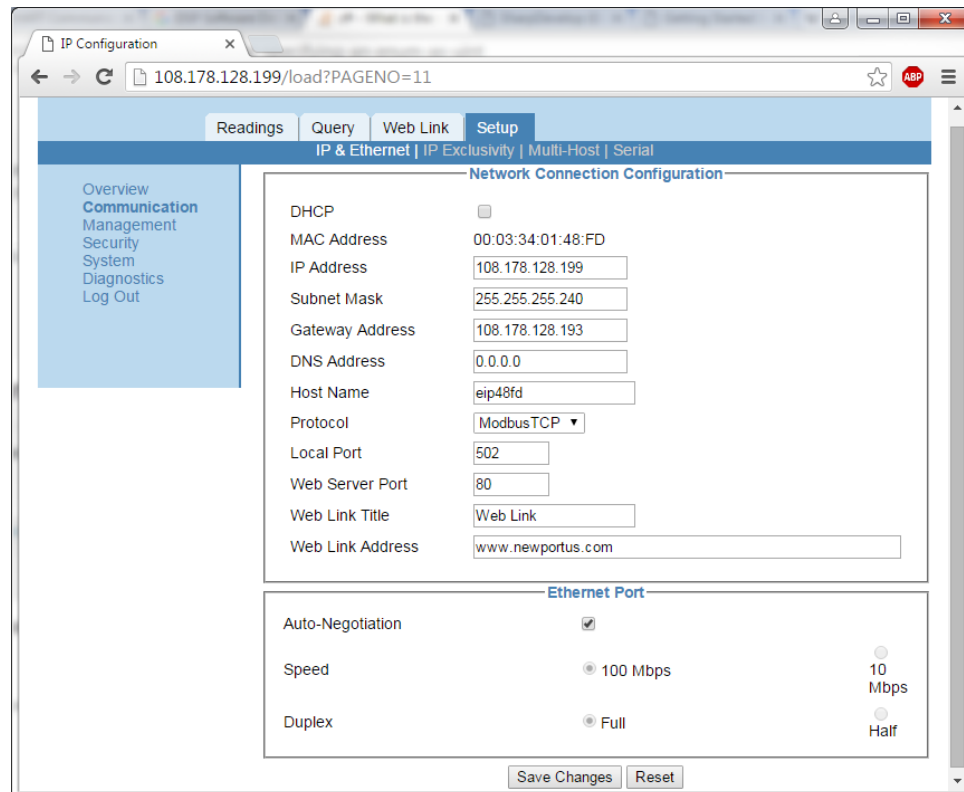 IP Configuration
108.178.128.199/load?PAGENO=11
ABP
Readings Query Web Link Setup
IP & Ethernet | IP Exclusivity | Multi-Host | Serial
Overview
Communication
Management
Security
System
Diagnostics
Log Out
Network Connection Configuration
DHCP
MAC Address 00:03:34:01:48:FD
IP Address 108.178.128.199
Subnet Mask 255.255.255.240
Gateway Address 108.178.128.193
DNS Address 0.0.0.0
Host Name eip48fd
Protocol ModbusTCP
Local Port 502
Web Server Port 80
Web Link Title Web Link
Web Link Address www.newportus.com
Ethernet Port
Auto-Negotiation
Speed 100 Mbps 10
Mbps
Duplex Full Half
Save Changes Reset